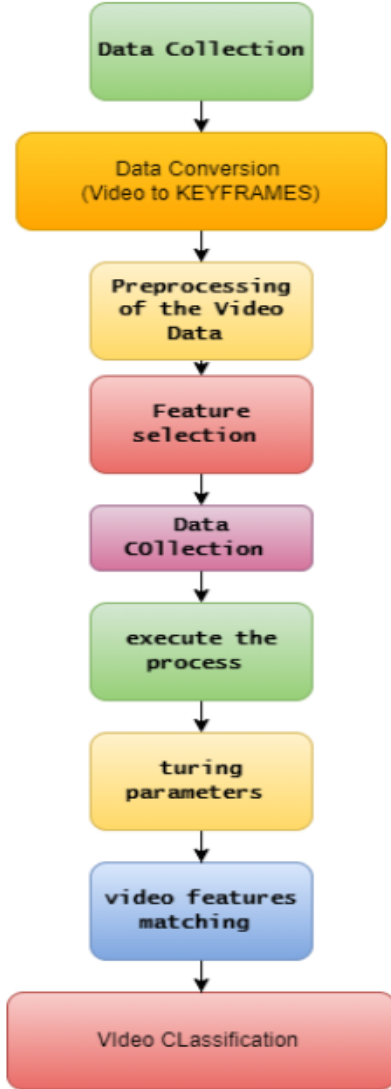 Data Collection
Data Conversion
(Video to KEYFRAMES)
Preprocessing
of the Video
Data
Feature
selection
Data
COllection
execute the
process
turing
parameters
video features
matching
VIdeo CLassification